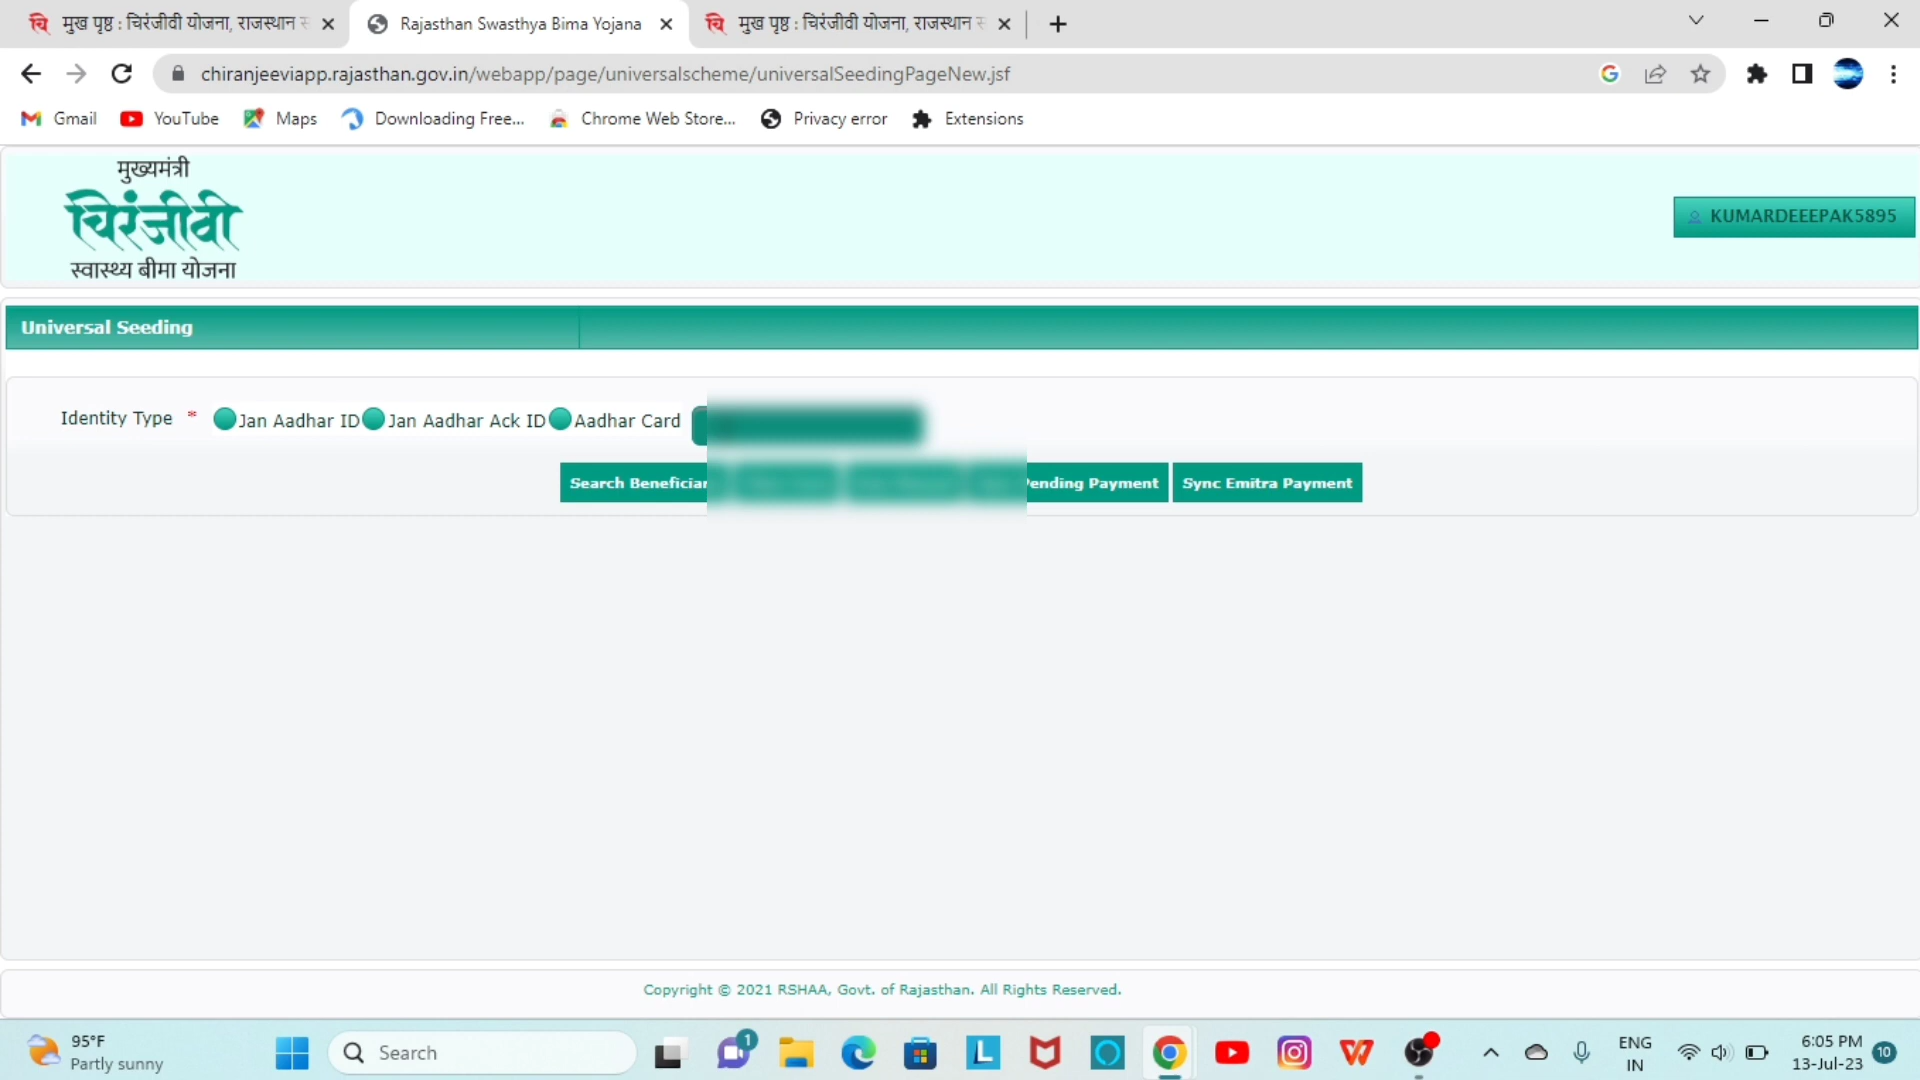 मुख पृष्ठ : चिरंजीवी योजना, राजस्थान
Rajasthan Swasthya Bima Yojana
मुख पृष्ठ : चिरंजीवी योजना, राजस्थान
chiranjeeviapp.rajasthan.gov.in/webapp/page/universalscheme/universalSeedingPageNew.jsf
Gmail YouTube Maps Downloading Free... Chrome Web Store... Privacy error Extensions
मुख्यमंत्री
चिरंजीवी
स्वास्थ्य बीमा योजना
KUMARDEEEPAK5895
Universal Seeding
Identity Type * Jan Aadhar ID Jan Aadhar Ack ID Aadhar Card
Search Pending Payment Sync Emitra Payment
Copyright © 2021 RSHAA, Govt. of Rajasthan. All Rights Reserved.
95°F
Partly sunny
Search
1
ENG
IN
6:05 PM
13-Jul-23
10